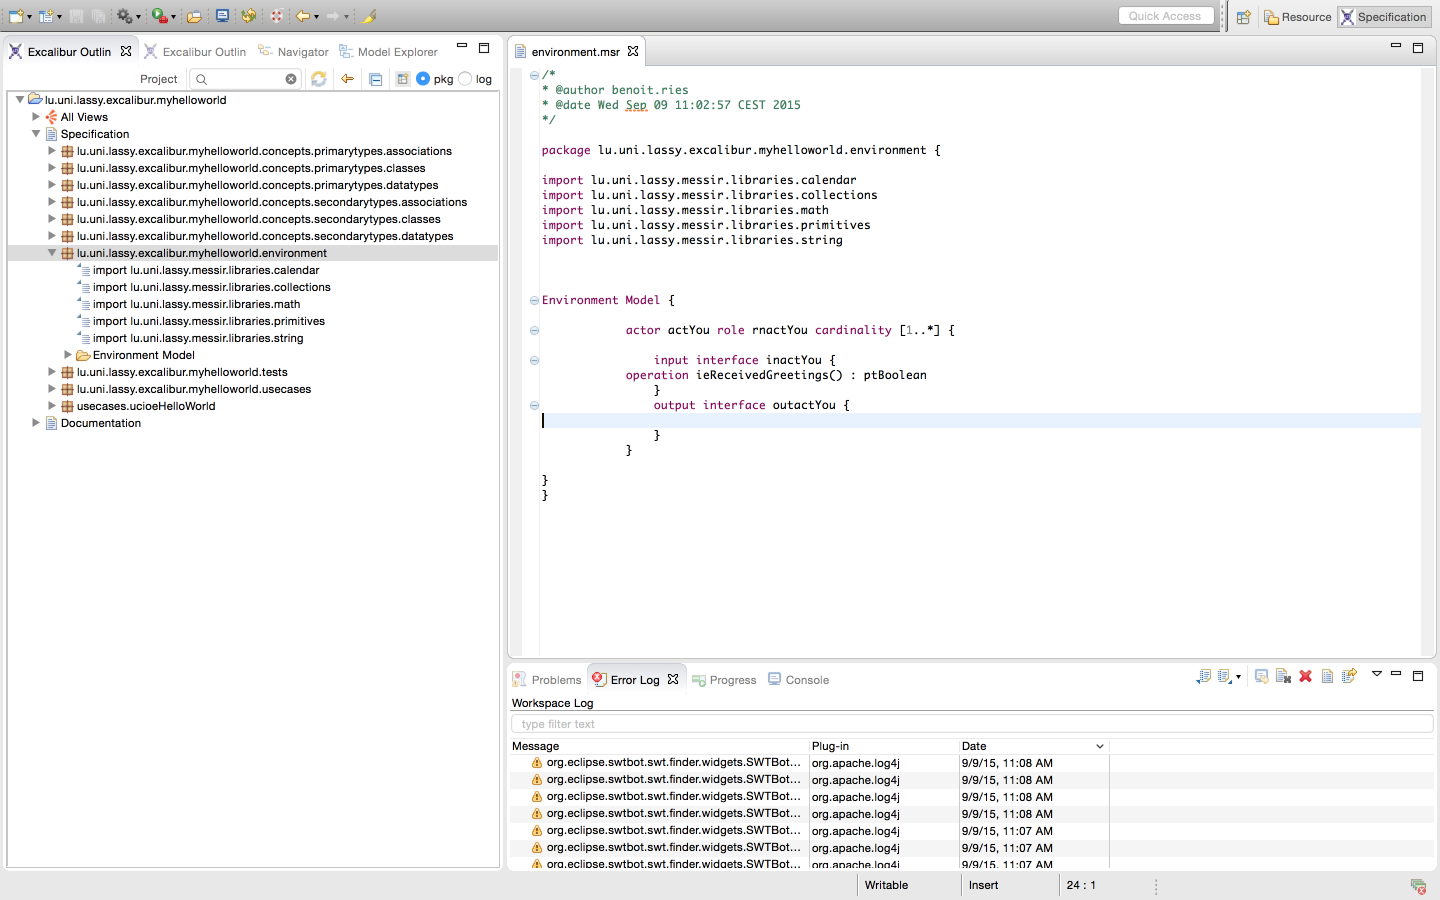 Quick Access
Resource
Specification
Excalibur Outlin
Excalibur Outlin
Navigator
Model Explorer
Project
pkg
log
lu.uni.lassy.excalibur.myhelloworld
All Views
Specification
lu.uni.lassy.excalibur.myhelloworld.concepts.primarytypes.associations
lu.uni.lassy.excalibur.myhelloworld.concepts.primarytypes.classes
lu.uni.lassy.excalibur.myhelloworld.concepts.primarytypes.datatypes
lu.uni.lassy.excalibur.myhelloworld.concepts.secondarytypes.associations
lu.uni.lassy.excalibur.myhelloworld.concepts.secondarytypes.classes
lu.uni.lassy.excalibur.myhelloworld.concepts.secondarytypes.datatypes
lu.uni.lassy.excalibur.myhelloworld.environment
import lu.uni.lassy.messir.libraries.calendar
import lu.uni.lassy.messir.libraries.collections
import lu.uni.lassy.messir.libraries.math
import lu.uni.lassy.messir.libraries.primitives
import lu.uni.lassy.messir.libraries.string
Environment Model
lu.uni.lassy.excalibur.myhelloworld.tests
lu.uni.lassy.excalibur.myhelloworld.usecases
usecases.ucioeHelloWorld
Documentation
environment.msr
/*
* @author benoit.ries
* @date Wed Sep 09 11:02:57 CEST 2015
*/
package lu.uni.lassy.excalibur.myhelloworld.environment {
import lu.uni.lassy.messir.libraries.calendar
import lu.uni.lassy.messir.libraries.collections
import lu.uni.lassy.messir.libraries.math
import lu.uni.lassy.messir.libraries.primitives
import lu.uni.lassy.messir.libraries.string
Environment Model {
actor actYou role rnactYou cardinality [1..*] {
input interface inactYou {
operation ieReceivedGreetings() : ptBoolean
}
output interface outactYou {
}
}
}
}
Problems
Error Log
Progress
Console
Workspace Log
type filter text
Message Plug-in Date
org.eclipse.swtbot.swt.finder.widgets.SWTBot... org.apache.log4j 9/9/15, 11:08 AM
org.eclipse.swtbot.swt.finder.widgets.SWTBot... org.apache.log4j 9/9/15, 11:08 AM
org.eclipse.swtbot.swt.finder.widgets.SWTBot... org.apache.log4j 9/9/15, 11:08 AM
org.eclipse.swtbot.swt.finder.widgets.SWTBot... org.apache.log4j 9/9/15, 11:08 AM
org.eclipse.swtbot.swt.finder.widgets.SWTBot... org.apache.log4j 9/9/15, 11:07 AM
org.eclipse.swtbot.swt.finder.widgets.SWTBot... org.apache.log4j 9/9/15, 11:07 AM
org.eclipse.swtbot.swt.finder.widgets.SWTBot... org.apache.log4j 9/9/15, 11:07 AM
Writable
Insert
24 : 1